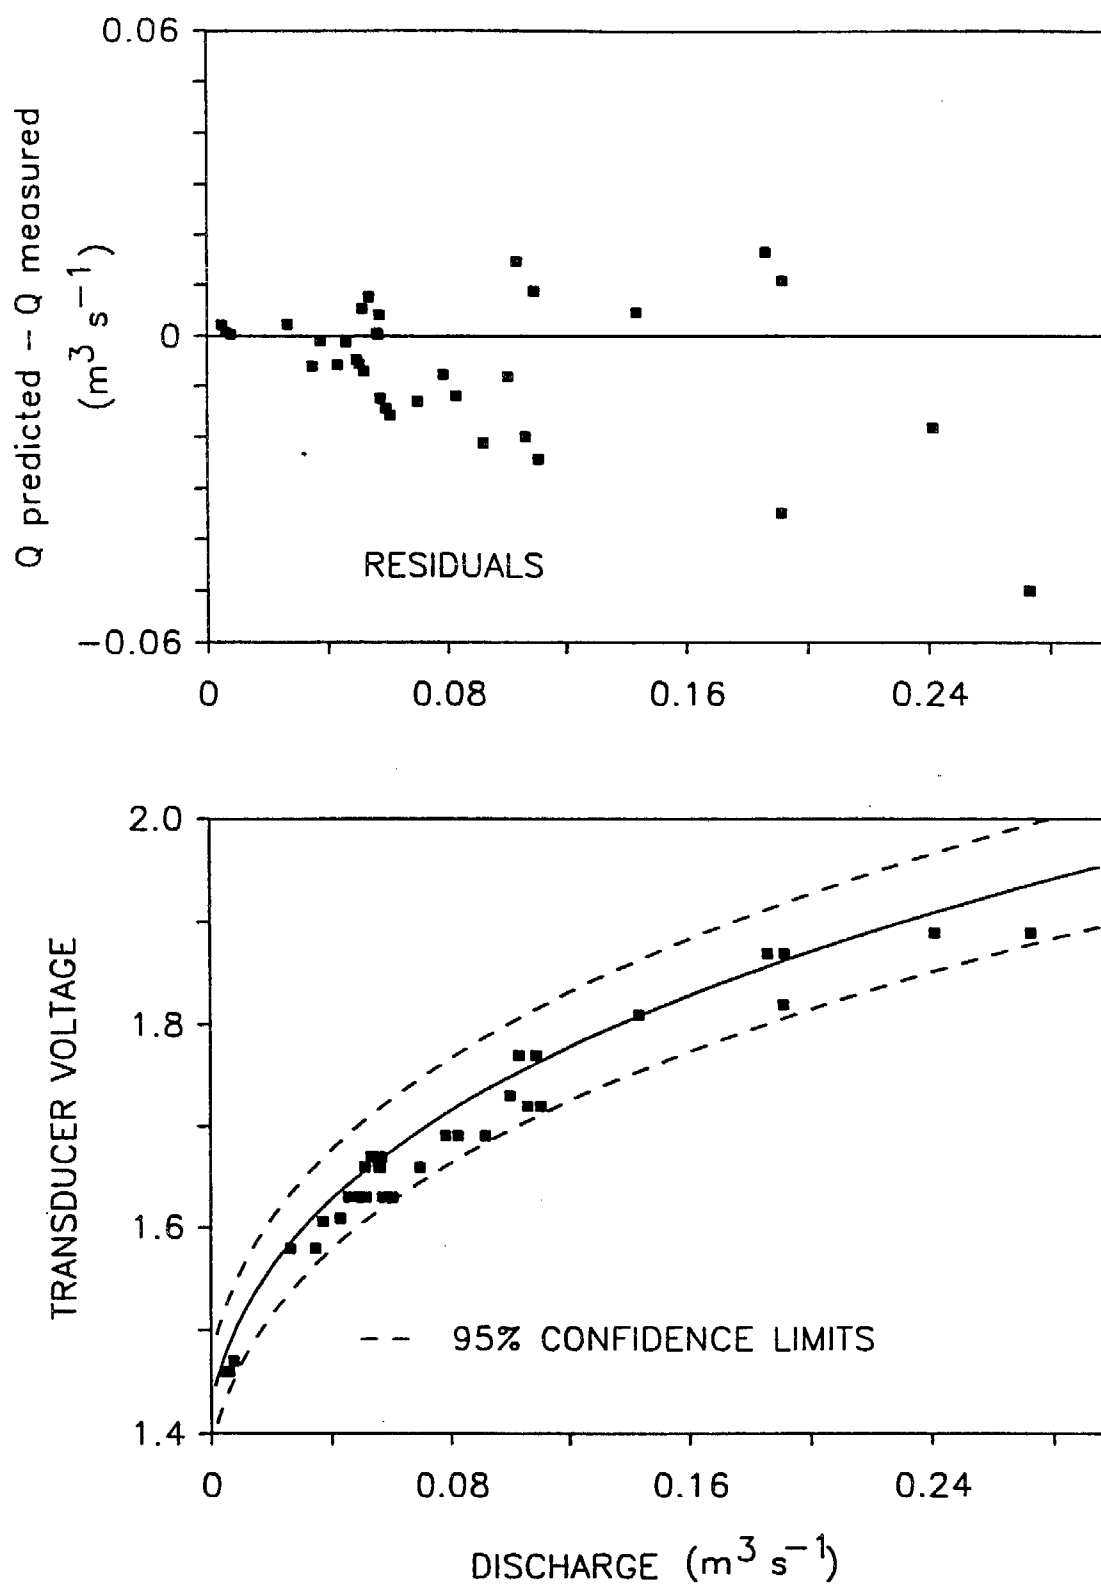 0.06
0
-0.06
Q predicted -- Q measured
(m³ s⁻¹)
RESIDUALS
0 0.08 0.16 0.24
2.0
1.8
1.6
1.4
TRANSDUCER VOLTAGE
-- 95% CONFIDENCE LIMITS
0 0.08 0.16 0.24
DISCHARGE (m³ s⁻¹)